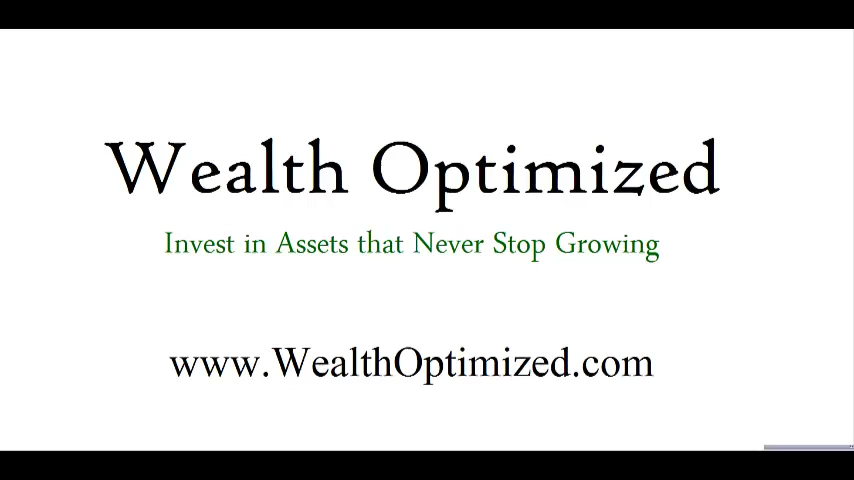 Wealth Optimized
Invest in Assets that Never Stop Growing
www.WealthOptimized.com